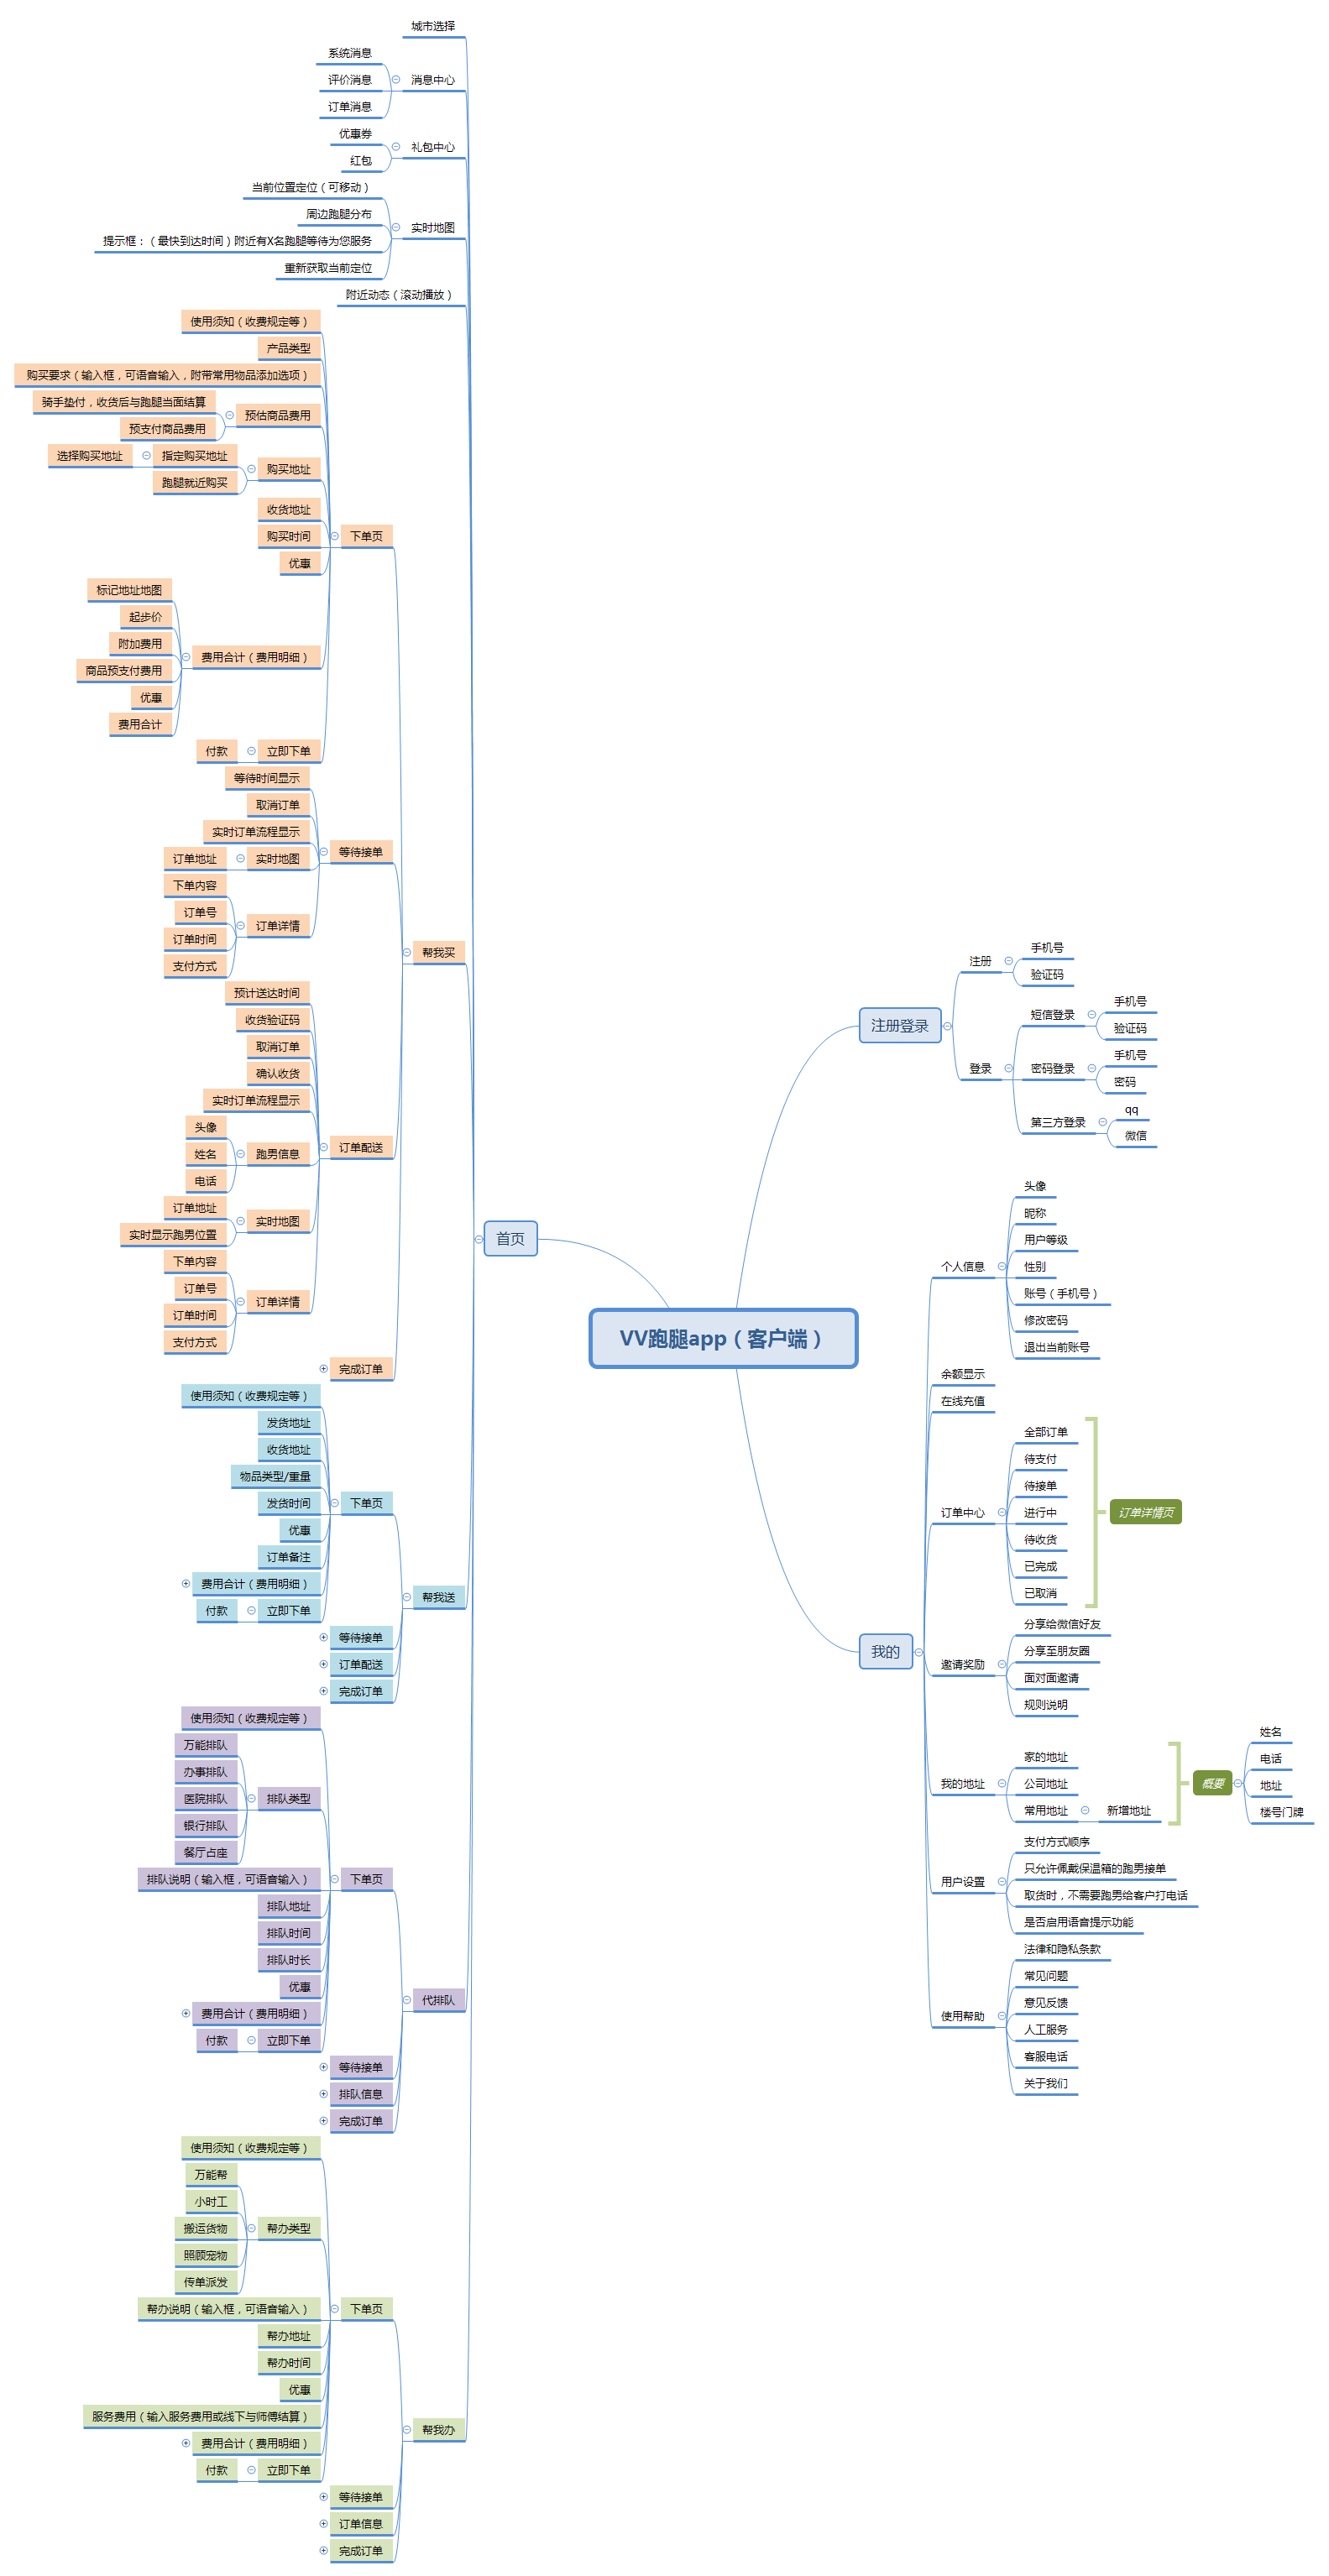 VV跑腿app（客户端）
首页
城市选择
消息中心
系统消息
评价消息
订单消息
礼包中心
优惠券
红包
实时地图
当前位置定位（可移动）
周边跑腿分布
提示框：（最快到达时间）附近有X名跑腿等待为您服务
重新获取当前定位
附近动态（滚动播放）
帮我买
下单页
使用须知（收费规定等）
产品类型
购买要求（输入框，可语音输入，附带常用物品添加选项）
预估商品费用
骑手垫付，收货后与跑腿当面结算
预支付商品费用
购买地址
指定购买地址
选择购买地址
跑腿就近购买
收货地址
购买时间
优惠
费用合计（费用明细）
标记地址地图
起步价
附加费用
商品预支付费用
优惠
费用合计
立即下单
付款
等待接单
等待时间显示
取消订单
实时订单流程显示
实时地图
订单地址
订单详情
下单内容
订单号
订单时间
支付方式
订单配送
预计送达时间
收货验证码
取消订单
确认收货
实时订单流程显示
跑男信息
头像
姓名
电话
实时地图
订单地址
实时显示跑男位置
订单详情
下单内容
订单号
订单时间
支付方式
完成订单
帮我送
下单页
使用须知（收费规定等）
发货地址
收货地址
物品类型/重量
发货时间
优惠
订单备注
费用合计（费用明细）
立即下单
付款
等待接单
订单配送
完成订单
代排队
下单页
使用须知（收费规定等）
排队类型
万能排队
办事排队
医院排队
银行排队
餐厅占座
排队说明（输入框，可语音输入）
排队地址
排队时间
排队时长
优惠
费用合计（费用明细）
立即下单
付款
等待接单
排队信息
完成订单
帮我办
下单页
使用须知（收费规定等）
帮办类型
万能帮
小时工
搬运货物
照顾宠物
传单派发
帮办说明（输入框，可语音输入）
帮办地址
帮办时间
优惠
服务费用（输入服务费用或线下与师傅结算）
费用合计（费用明细）
立即下单
付款
等待接单
订单信息
完成订单
注册登录
注册
手机号
验证码
登录
短信登录
手机号
验证码
密码登录
手机号
密码
第三方登录
qq
微信
我的
个人信息
头像
昵称
用户等级
性别
账号（手机号）
修改密码
退出当前账号
余额显示
在线充值
订单中心
全部订单
待支付
待接单
进行中
待收货
已完成
已取消
订单详情页
邀请奖励
分享给微信好友
分享至朋友圈
面对面邀请
规则说明
我的地址
家的地址
公司地址
常用地址
新增地址
概要
姓名
电话
地址
楼号门牌
用户设置
支付方式顺序
只允许佩戴保温箱的跑男接单
取货时，不需要跑男给客户打电话
是否启用语音提示功能
使用帮助
法律和隐私条款
常见问题
意见反馈
人工服务
客服电话
关于我们